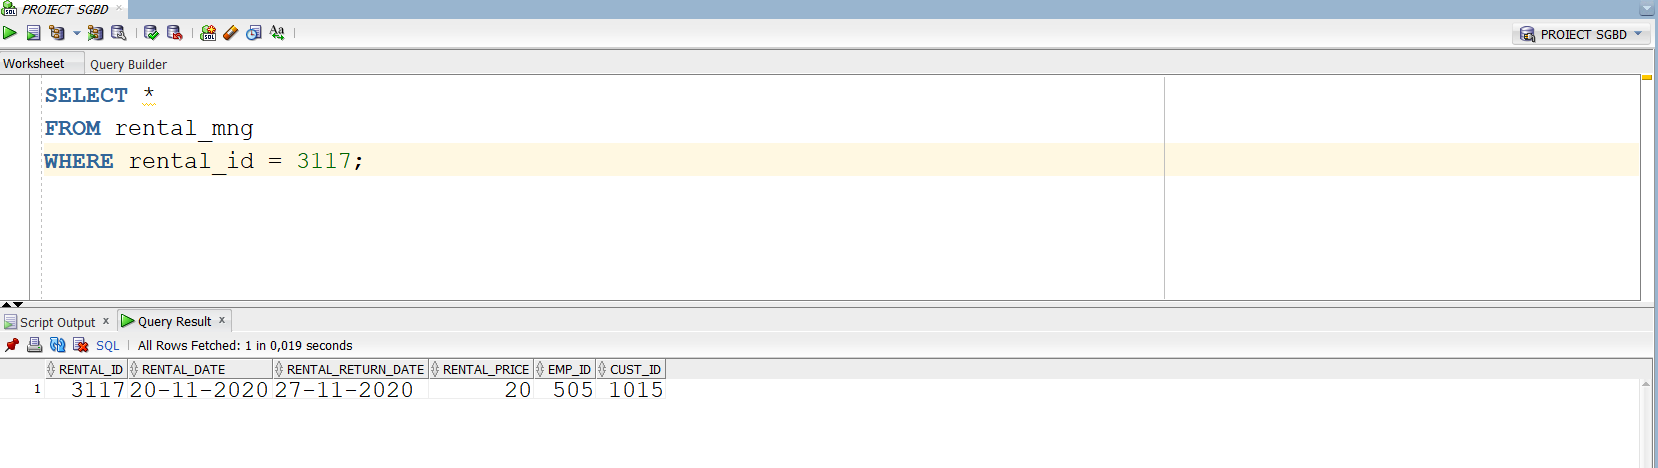 PROIECT SGBD
PROIECT SGBD
Worksheet Query Builder
SELECT *
FROM rental_mng
WHERE rental_id = 3117;
Script Output x Query Result x
SQL All Rows Fetched: 1 in 0,019 seconds
RENTAL_ID RENTAL_DATE RENTAL_RETURN_DATE RENTAL_PRICE EMP_ID CUST_ID
1 3117 20-11-2020 27-11-2020 20 505 1015